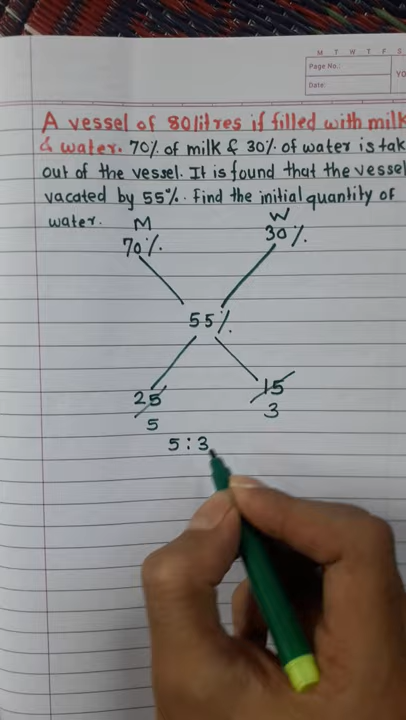 M T W T F S
Page No.:
YO
Date:
A vessel of 80litres if filled with milk
& water. 70% of milk & 30% of water is tak
out of the vessel. It is found that the vessel
vacated by 55%. Find the initial quantity of
water.
M W
70% 30%
55%
25 15
5 3
5 : 3